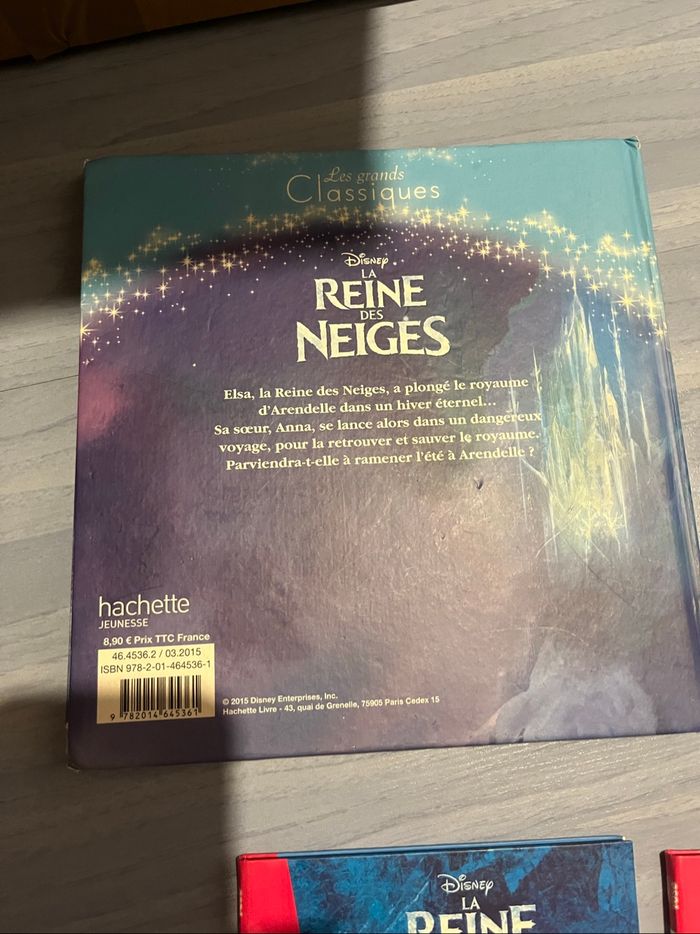 Les grands
Classiques
Disney
LA
REINE
DES
NEIGES
Elsa, la Reine des Neiges, a plongé le royaume
d'Arendelle dans un hiver éternel...
Sa sœur, Anna, se lance alors dans un dangereux
voyage, pour la retrouver et sauver le royaume.
Parviendra-t-elle à ramener l'été à Arendelle ?
hachette
JEUNESSE
8,90 € Prix TTC France
46.4536.2 / 03.2015
ISBN 978-2-01-464536-1
9 782014 645361
© 2015 Disney Enterprises, Inc.
Hachette Livre - 43, quai de Grenelle, 75905 Paris Cedex 15
Disney
LA
REINE